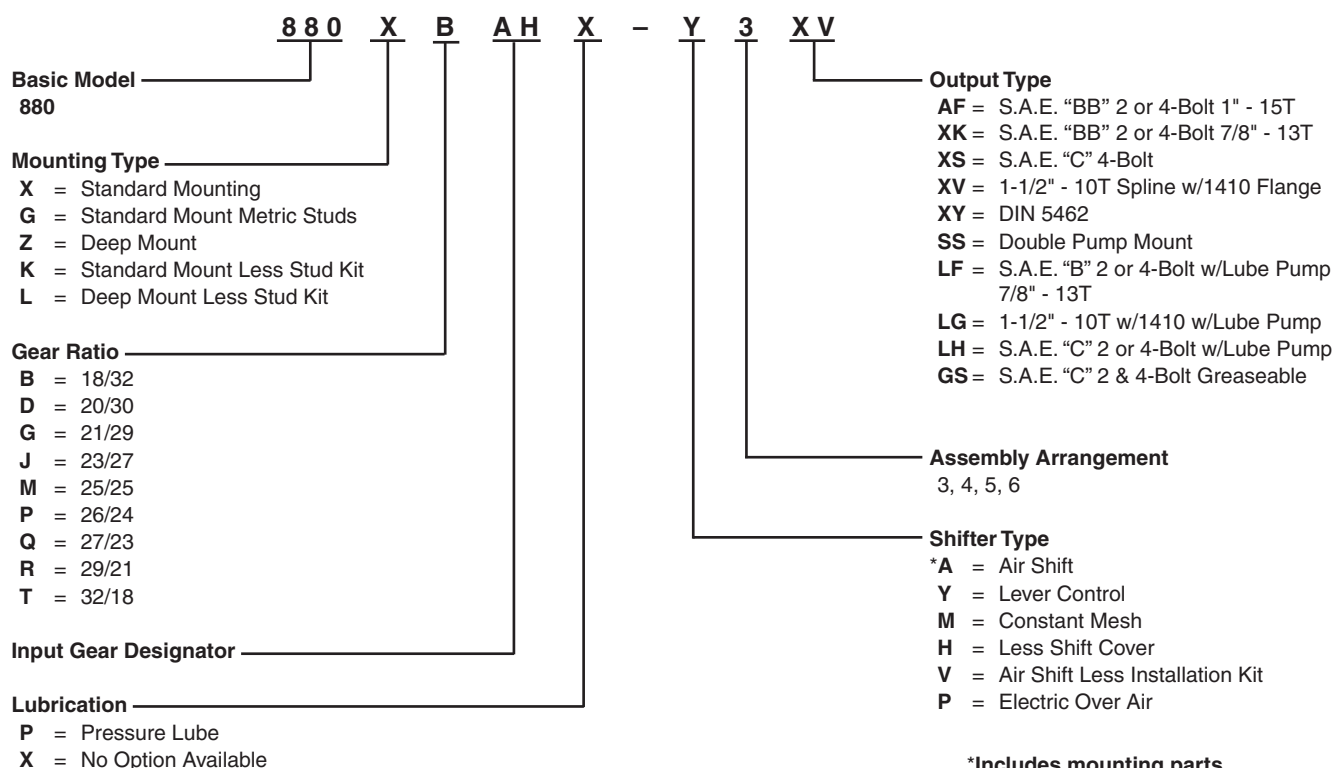 880 X B AH X – Y 3 XV
Basic Model
880
Mounting Type
X = Standard Mounting
G = Standard Mount Metric Studs
Z = Deep Mount
K = Standard Mount Less Stud Kit
L = Deep Mount Less Stud Kit
Gear Ratio
B = 18/32
D = 20/30
G = 21/29
J = 23/27
M = 25/25
P = 26/24
Q = 27/23
R = 29/21
T = 32/18
Input Gear Designator
Lubrication
P = Pressure Lube
X = No Option Available
Output Type
AF = S.A.E. “BB” 2 or 4-Bolt 1" - 15T
XK = S.A.E. “BB” 2 or 4-Bolt 7/8" - 13T
XS = S.A.E. “C” 4-Bolt
XV = 1-1/2" - 10T Spline w/1410 Flange
XY = DIN 5462
SS = Double Pump Mount
LF = S.A.E. “B” 2 or 4-Bolt w/Lube Pump
7/8" - 13T
LG = 1-1/2" - 10T w/1410 w/Lube Pump
LH = S.A.E. “C” 2 or 4-Bolt w/Lube Pump
GS = S.A.E. “C” 2 & 4-Bolt Greaseable
Assembly Arrangement
3, 4, 5, 6
Shifter Type
*A = Air Shift
Y = Lever Control
M = Constant Mesh
H = Less Shift Cover
V = Air Shift Less Installation Kit
P = Electric Over Air
*Includes mounting parts